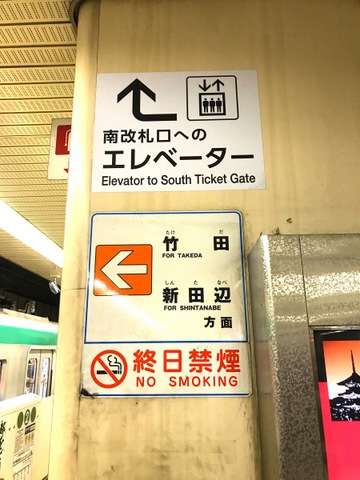 南改札口への
エレベーター
Elevator to South Ticket Gate
たけ だ
竹田
FOR TAKEDA
しん た なべ
新田辺
FOR SHINTANABE
方面
終日禁煙
NO SMOKING